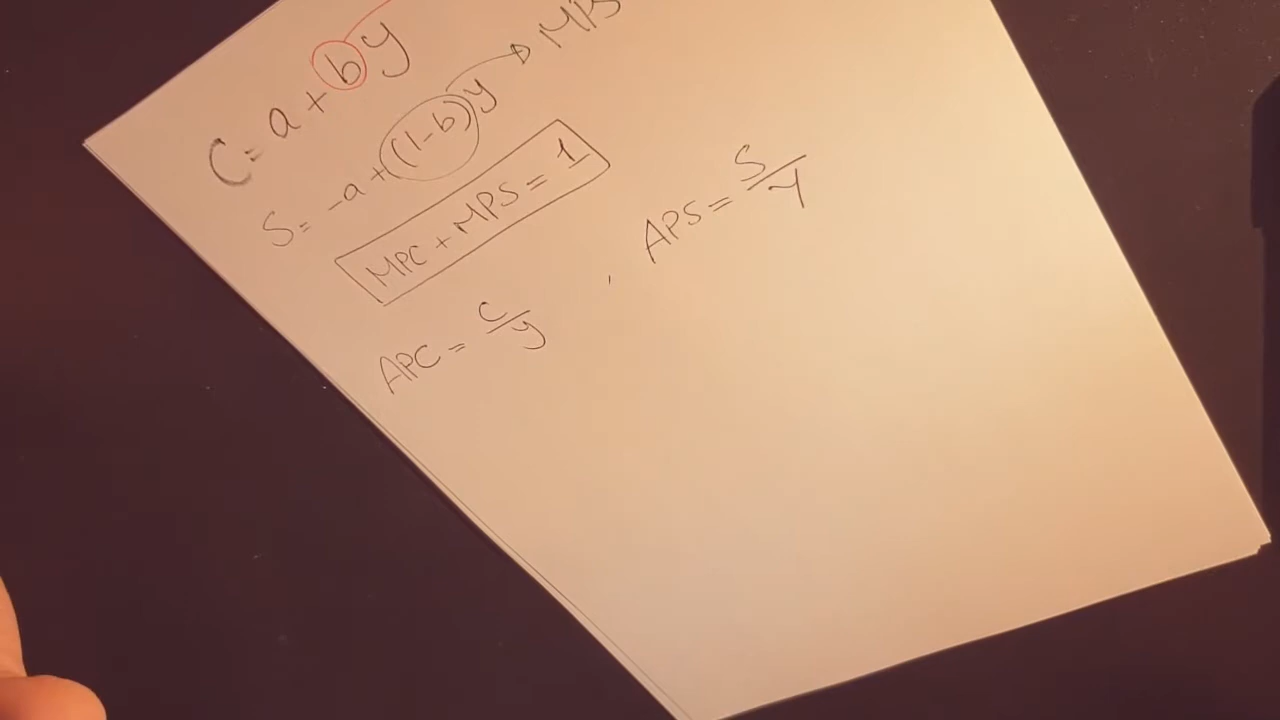 C = a + by
S = -a + (1-b)y → MPS
MPC + MPS = 1
APC = C/y , APS = S/Y